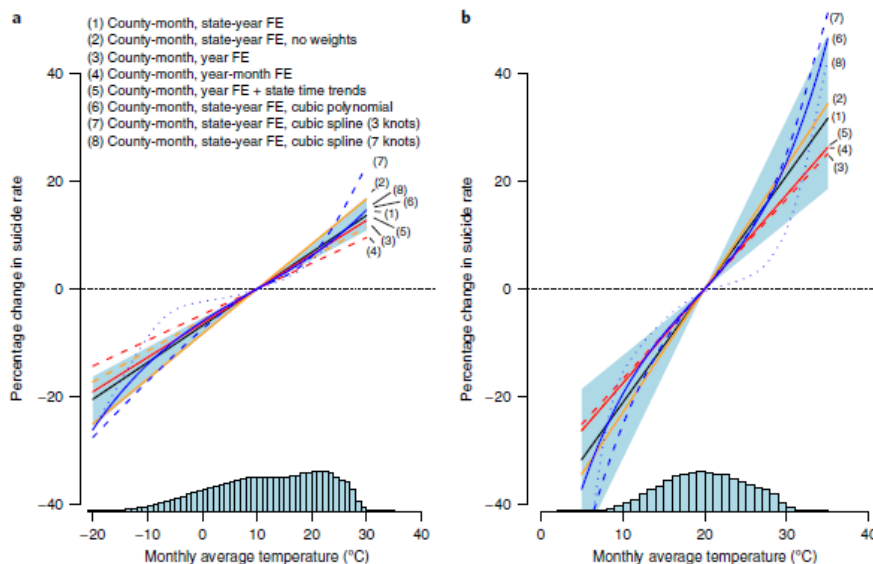 a
(1) County-month, state-year FE
(2) County-month, state-year FE, no weights
(3) County-month, year FE
(4) County-month, year-month FE
(5) County-month, year FE + state time trends
(6) County-month, state-year FE, cubic polynomial
(7) County-month, state-year FE, cubic spline (3 knots)
(8) County-month, state-year FE, cubic spline (7 knots)
Percentage change in suicide rate
40
20
0
−20
−40
(7)
(2)
(8)
(6)
(1)
(5)
(3)
(4)
−20 −10 0 10 20 30 40
Monthly average temperature (°C)
b
Percentage change in suicide rate
40
20
0
−20
−40
(7)
(6)
(8)
(2)
(1)
(5)
(4)
(3)
0 10 20 30 40
Monthly average temperature (°C)